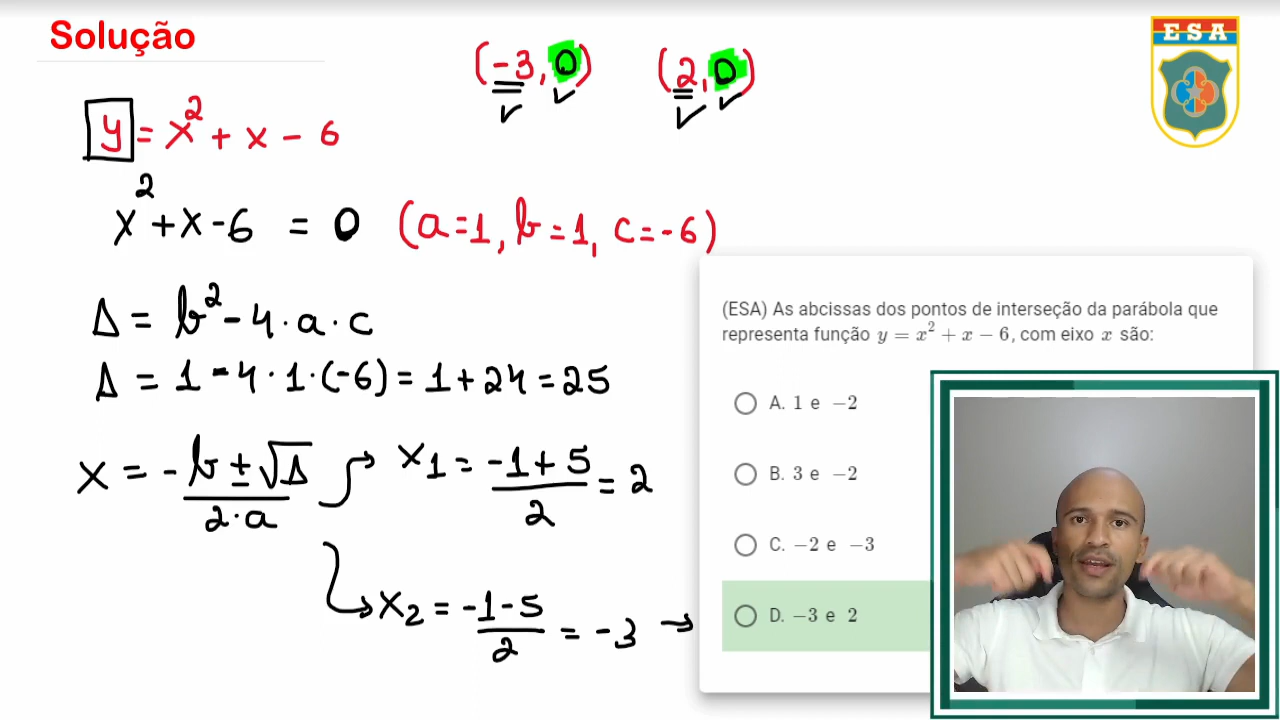 Solução
(-3, 0) (2, 0)
ESA
y = x² + x - 6
x² + x - 6 = 0 (a=1, b=1, c=-6)
Δ = b² - 4·a·c
Δ = 1 - 4·1·(-6) = 1 + 24 = 25
x = -b ± √Δ / 2·a → x1 = -1 + 5 / 2 = 2
→ x2 = -1 - 5 / 2 = -3 →
(ESA) As abcissas dos pontos de interseção da parábola que
representa função y = x² + x − 6, com eixo x são:
A. 1 e −2
B. 3 e −2
C. −2 e −3
D. −3 e 2